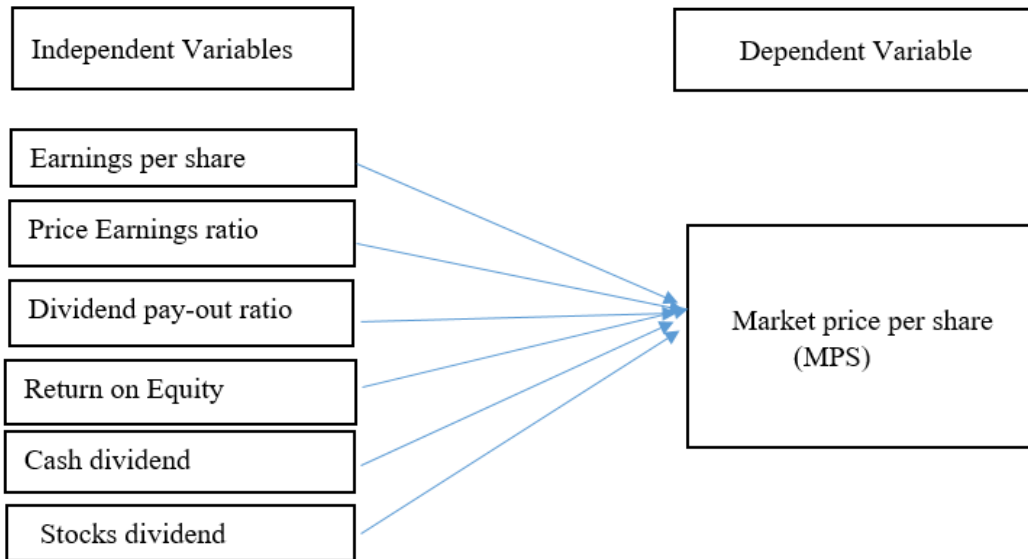 Independent Variables
Dependent Variable
Earnings per share
Price Earnings ratio
Dividend pay-out ratio
Return on Equity
Cash dividend
Stocks dividend
Market price per share
(MPS)